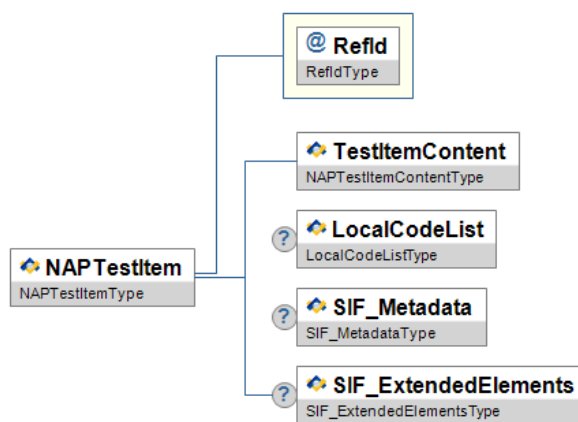 @ RefId
RefIdType
TestItemContent
NAPTestItemContentType
? LocalCodeList
LocalCodeListType
NAPTestItem
NAPTestItemType
? SIF_Metadata
SIF_MetadataType
? SIF_ExtendedElements
SIF_ExtendedElementsType